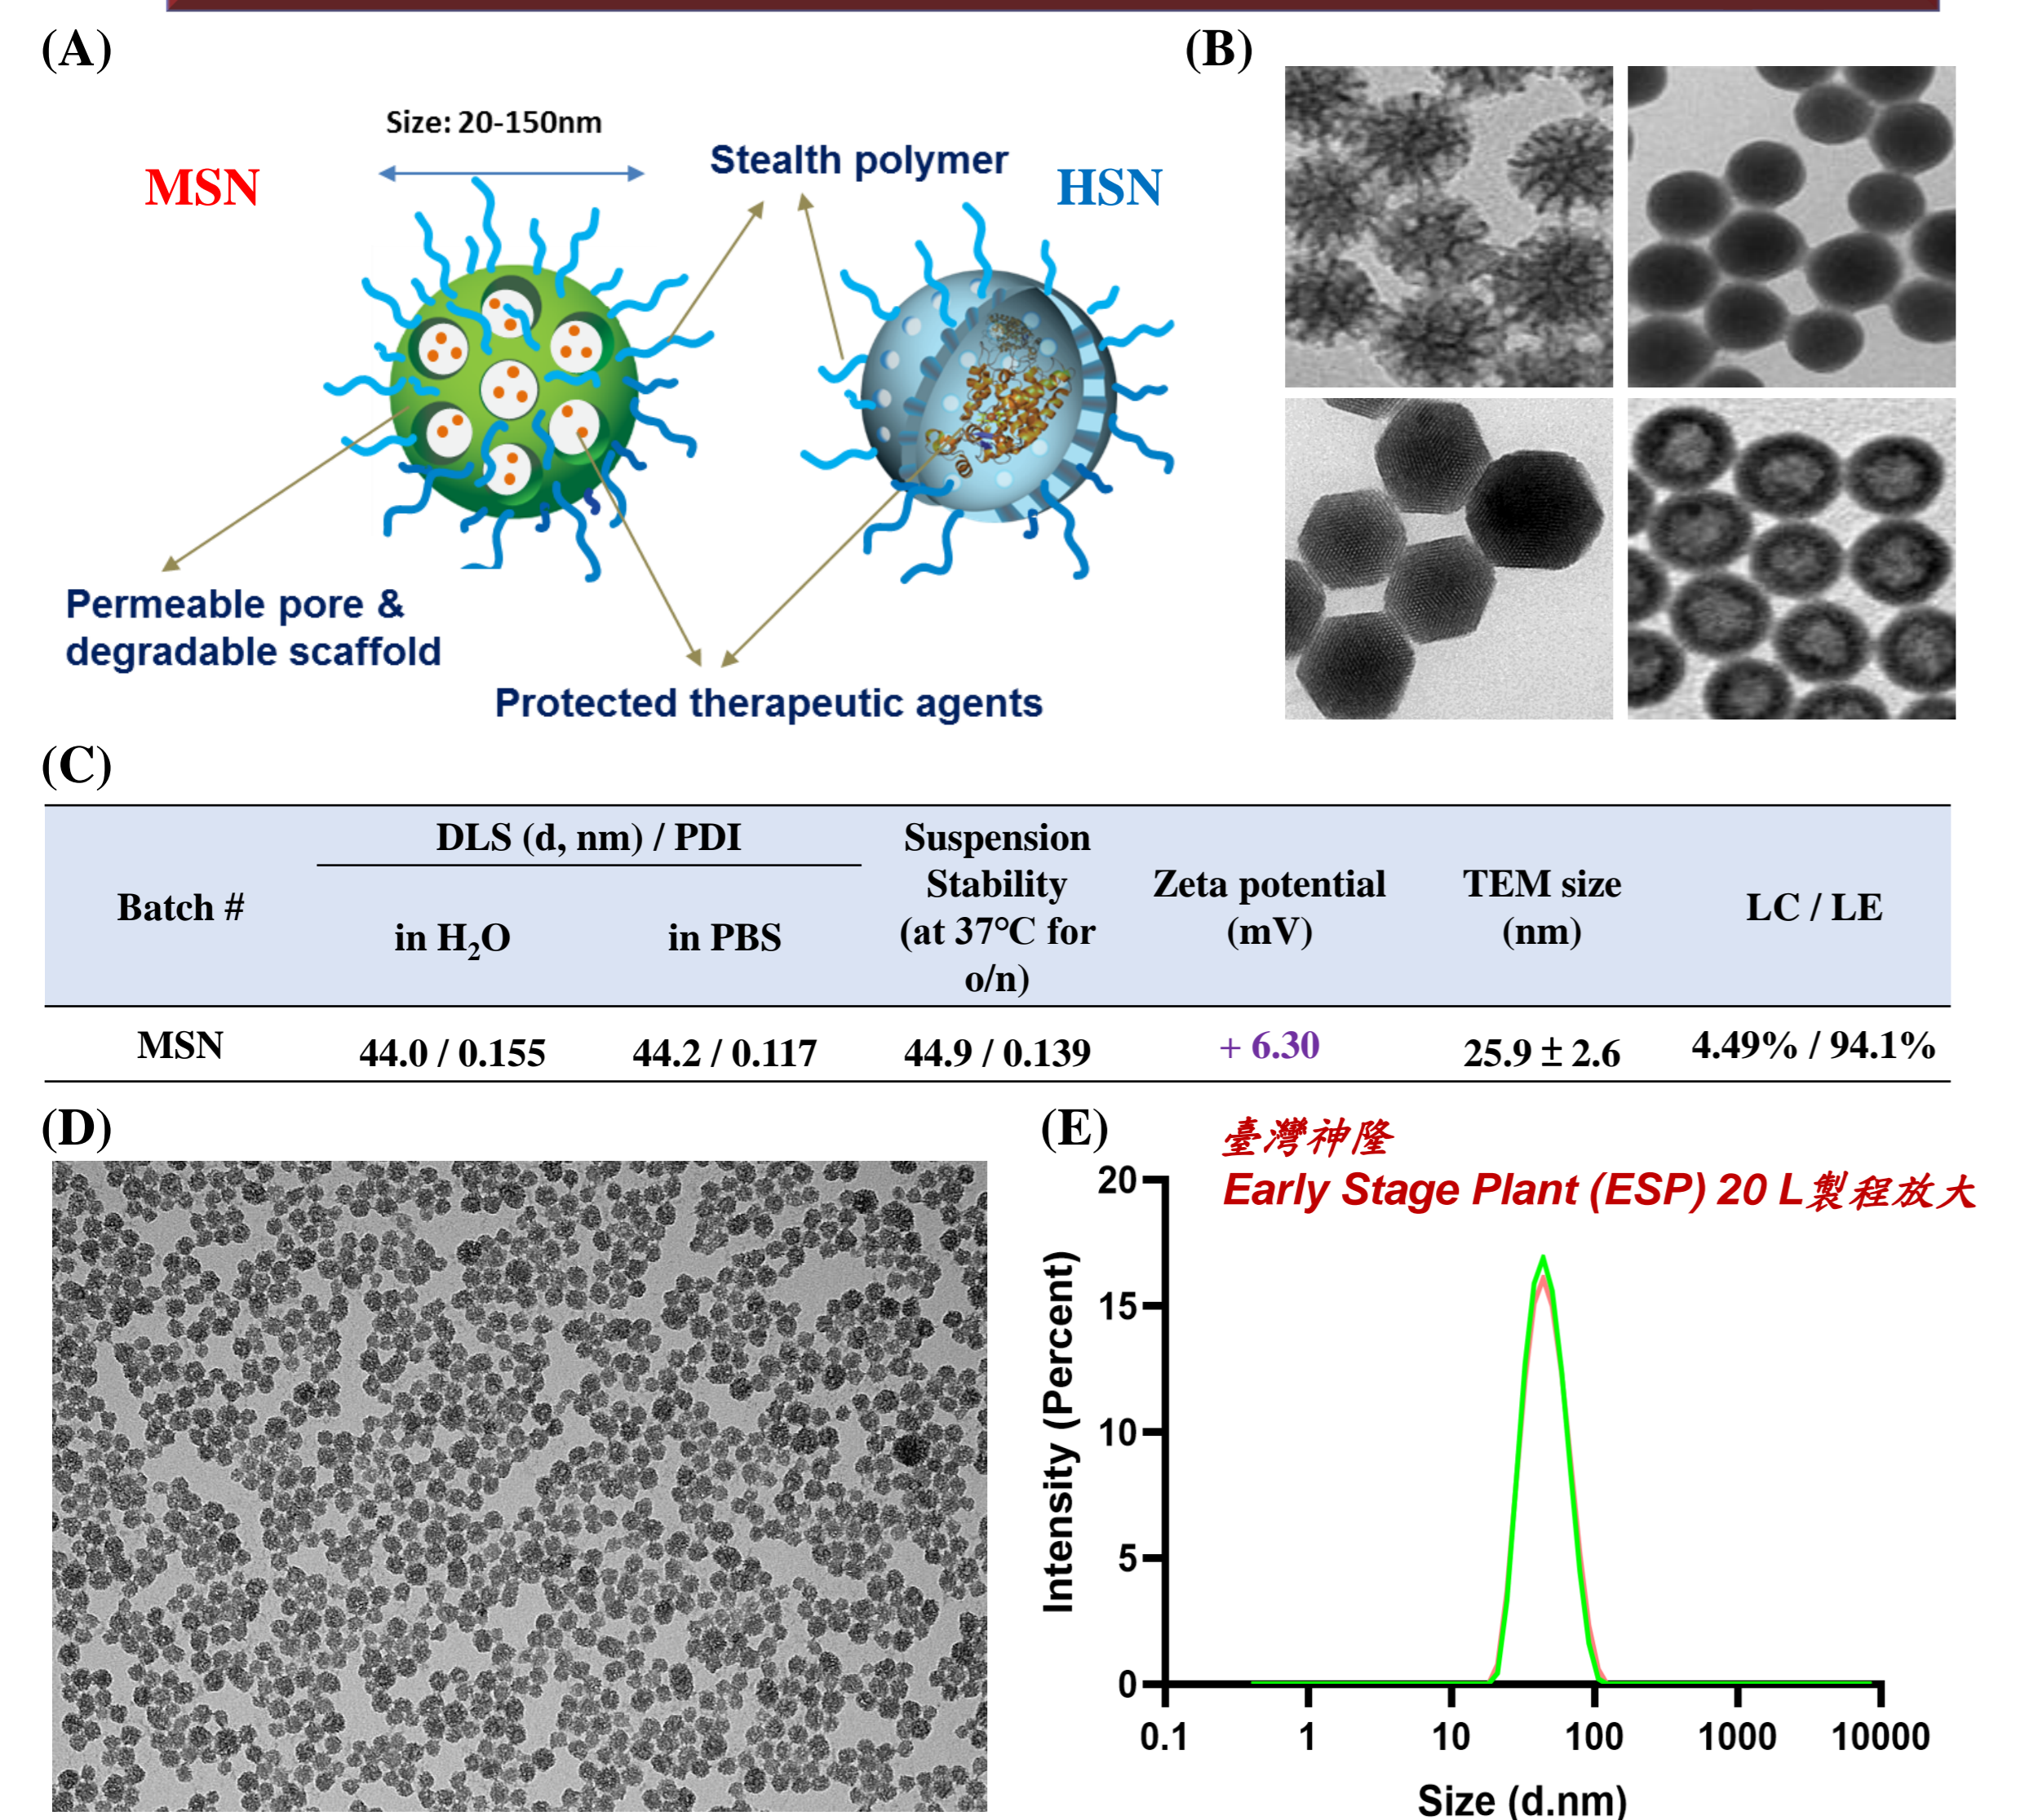 (A)
(B)
Size: 20-150nm
MSN
Stealth polymer
HSN
Permeable pore &
degradable scaffold
Protected therapeutic agents
(C)
Batch #
DLS (d, nm) / PDI
in H₂O
in PBS
Suspension
Stability
(at 37℃ for
o/n)
Zeta potential
(mV)
TEM size
(nm)
LC / LE
MSN
44.0 / 0.155
44.2 / 0.117
44.9 / 0.139
+ 6.30
25.9 ± 2.6
4.49% / 94.1%
(D)
(E)
臺灣神隆
Early Stage Plant (ESP) 20 L製程放大
Intensity (Percent)
20
15
10
5
0
0.1
1
10
100
1000
10000
Size (d.nm)